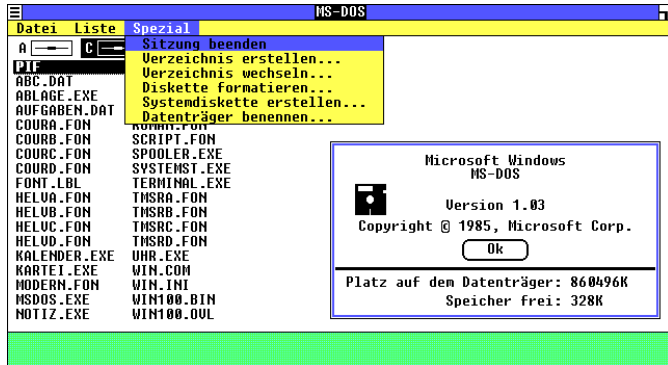 MS-DOS
Datei Liste Spezial
A C
Sitzung beenden
Verzeichnis erstellen...
Verzeichnis wechseln...
Diskette formatieren...
Systemdiskette erstellen...
Datenträger benennen...
PIF
ABC.DAT
ABLAGE.EXE
AUFGABEN.DAT
COURA.FON ROMAN.FON
COURB.FON SCRIPT.FON
COURC.FON SPOOLER.EXE
COURD.FON SYSTEMST.EXE
FONT.LBL TERMINAL.EXE
HELVA.FON TMSRA.FON
HELVB.FON TMSRB.FON
HELVC.FON TMSRC.FON
HELVD.FON TMSRD.FON
KALENDER.EXE UHR.EXE
KARTEI.EXE WIN.COM
MODERN.FON WIN.INI
MSDOS.EXE WIN100.BIN
NOTIZ.EXE WIN100.OVL
Microsoft Windows
MS-DOS
Version 1.03
Copyright © 1985, Microsoft Corp.
Ok
Platz auf dem Datenträger: 860496K
Speicher frei: 328K